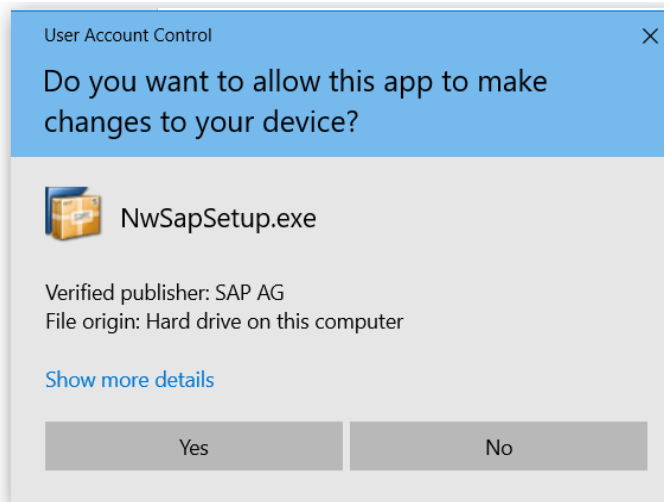 User Account Control
Do you want to allow this app to make
changes to your device?
NwSapSetup.exe
Verified publisher: SAP AG
File origin: Hard drive on this computer
Show more details
Yes
No